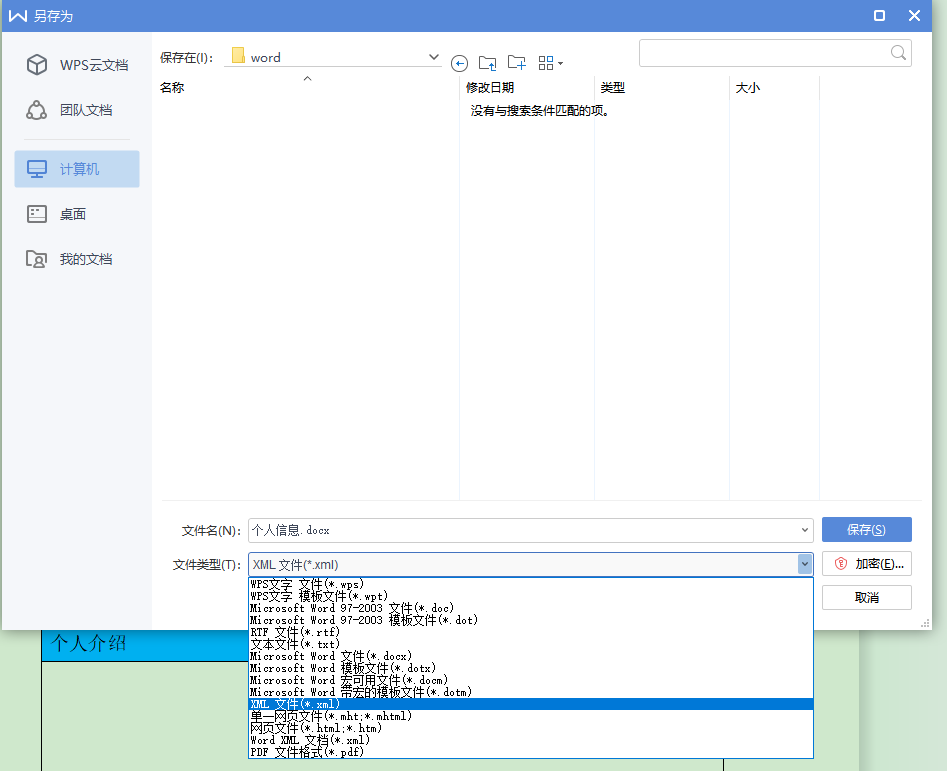 另存为
WPS云文档
团队文档
计算机
桌面
我的文档
保存在(I):
word
名称
修改日期
类型
大小
没有与搜索条件匹配的项。
文件名(N):
个人信息.docx
保存(S)
文件类型(T):
XML 文件(*.xml)
加密(E)...
取消
WPS文字 文件(*.wps)
WPS文字 模板文件(*.wpt)
Microsoft Word 97-2003 文件(*.doc)
Microsoft Word 97-2003 模板文件(*.dot)
RTF 文件(*.rtf)
文本文件(*.txt)
Microsoft Word 文件(*.docx)
Microsoft Word 模板文件(*.dotx)
Microsoft Word 宏可用文件(*.docm)
Microsoft Word 带宏的模板文件(*.dotm)
XML 文件(*.xml)
单一网页文件(*.mht;*.mhtml)
网页文件(*.html;*.htm)
Word XML 文档(*.xml)
PDF 文件格式(*.pdf)
个人介绍